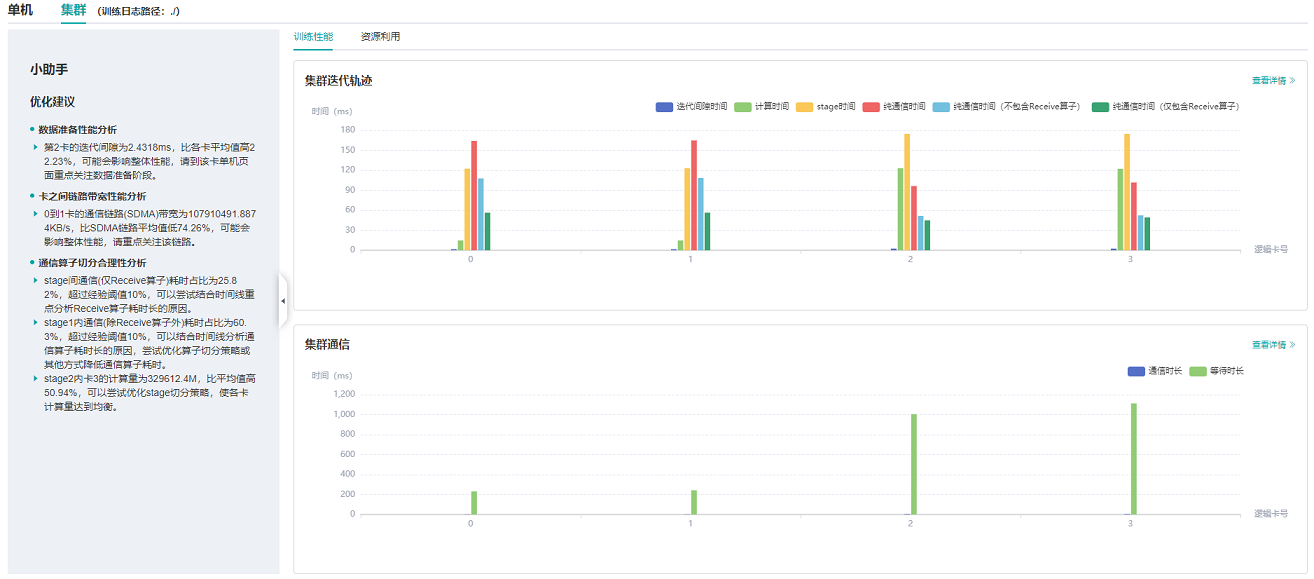 单机 集群 (训练日志路径: ./)
小助手
优化建议
数据准备性能分析
第2卡的迭代间隙为2.4318ms，比各卡平均值高2
2.23%，可能会影响整体性能，请到该卡单机页
面重点关注数据准备阶段。
卡之间链路带宽性能分析
0到1卡的通信链路(SDMA)带宽为107910491.887
4KB/s，比SDMA链路平均值低74.26%，可能会
影响整体性能，请重点关注该链路。
通信算子切分合理性分析
stage间通信(仅Receive算子)耗时占比为25.8
2%，超过经验阈值10%，可以尝试结合时间线重
点分析Receive算子耗时长的原因。
stage1内通信(除Receive算子外)耗时占比为60.
3%，超过经验阈值10%，可以结合时间线分析通
信算子耗时长的原因，尝试优化算子切分策略或
其他方式降低通信算子耗时。
stage2内卡3的计算量为329612.4M，比平均值高
50.94%，可以尝试优化stage切分策略，使各卡
计算量达到均衡。
训练性能 资源利用
集群迭代轨迹 查看详情
时间（ms） 迭代间隙时间 计算时间 stage时间 纯通信时间 纯通信时间（不包含Receive算子） 纯通信时间（仅包含Receive算子）
180
150
120
90
60
30
0
0 1 2 3
逻辑卡号
集群通信 查看详情
时间（ms） 通信时长 等待时长
1,200
1,000
800
600
400
200
0
0 1 2 3
逻辑卡号